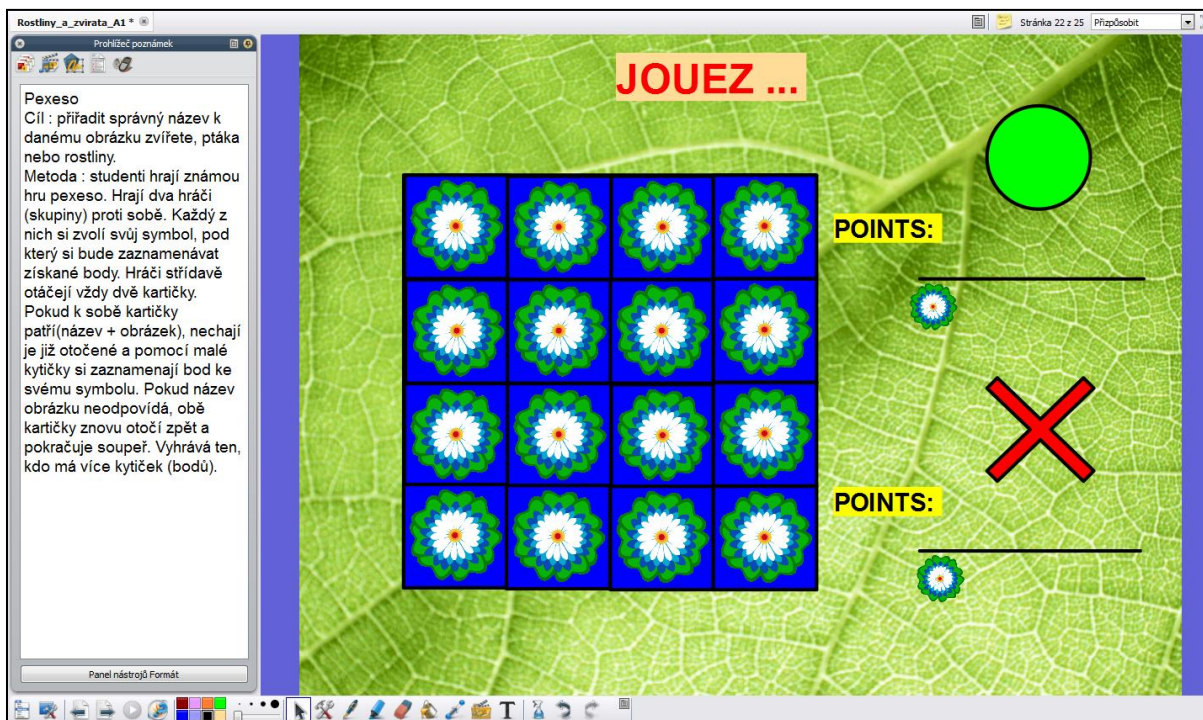 Rostliny_a_zvirata_A1 *
Stránka 22 z 25
Přizpůsobit
Prohlížeč poznámek
Pexeso
Cíl : přiřadit správný název k
danému obrázku zvířete, ptáka
nebo rostliny.
Metoda : studenti hrají známou
hru pexeso. Hrají dva hráči
(skupiny) proti sobě. Každý z
nich si zvolí svůj symbol, pod
který si bude zaznamenávat
získané body. Hráči střídavě
otáčejí vždy dvě kartičky.
Pokud k sobě kartičky
patří(název + obrázek), nechají
je již otočené a pomocí malé
kytičky si zaznamenají bod ke
svému symbolu. Pokud název
obrázku neodpovídá, obě
kartičky znovu otočí zpět a
pokračuje soupeř. Vyhrává ten,
kdo má více kytiček (bodů).
Panel nástrojů Formát
JOUEZ ...
POINTS:
POINTS:
T